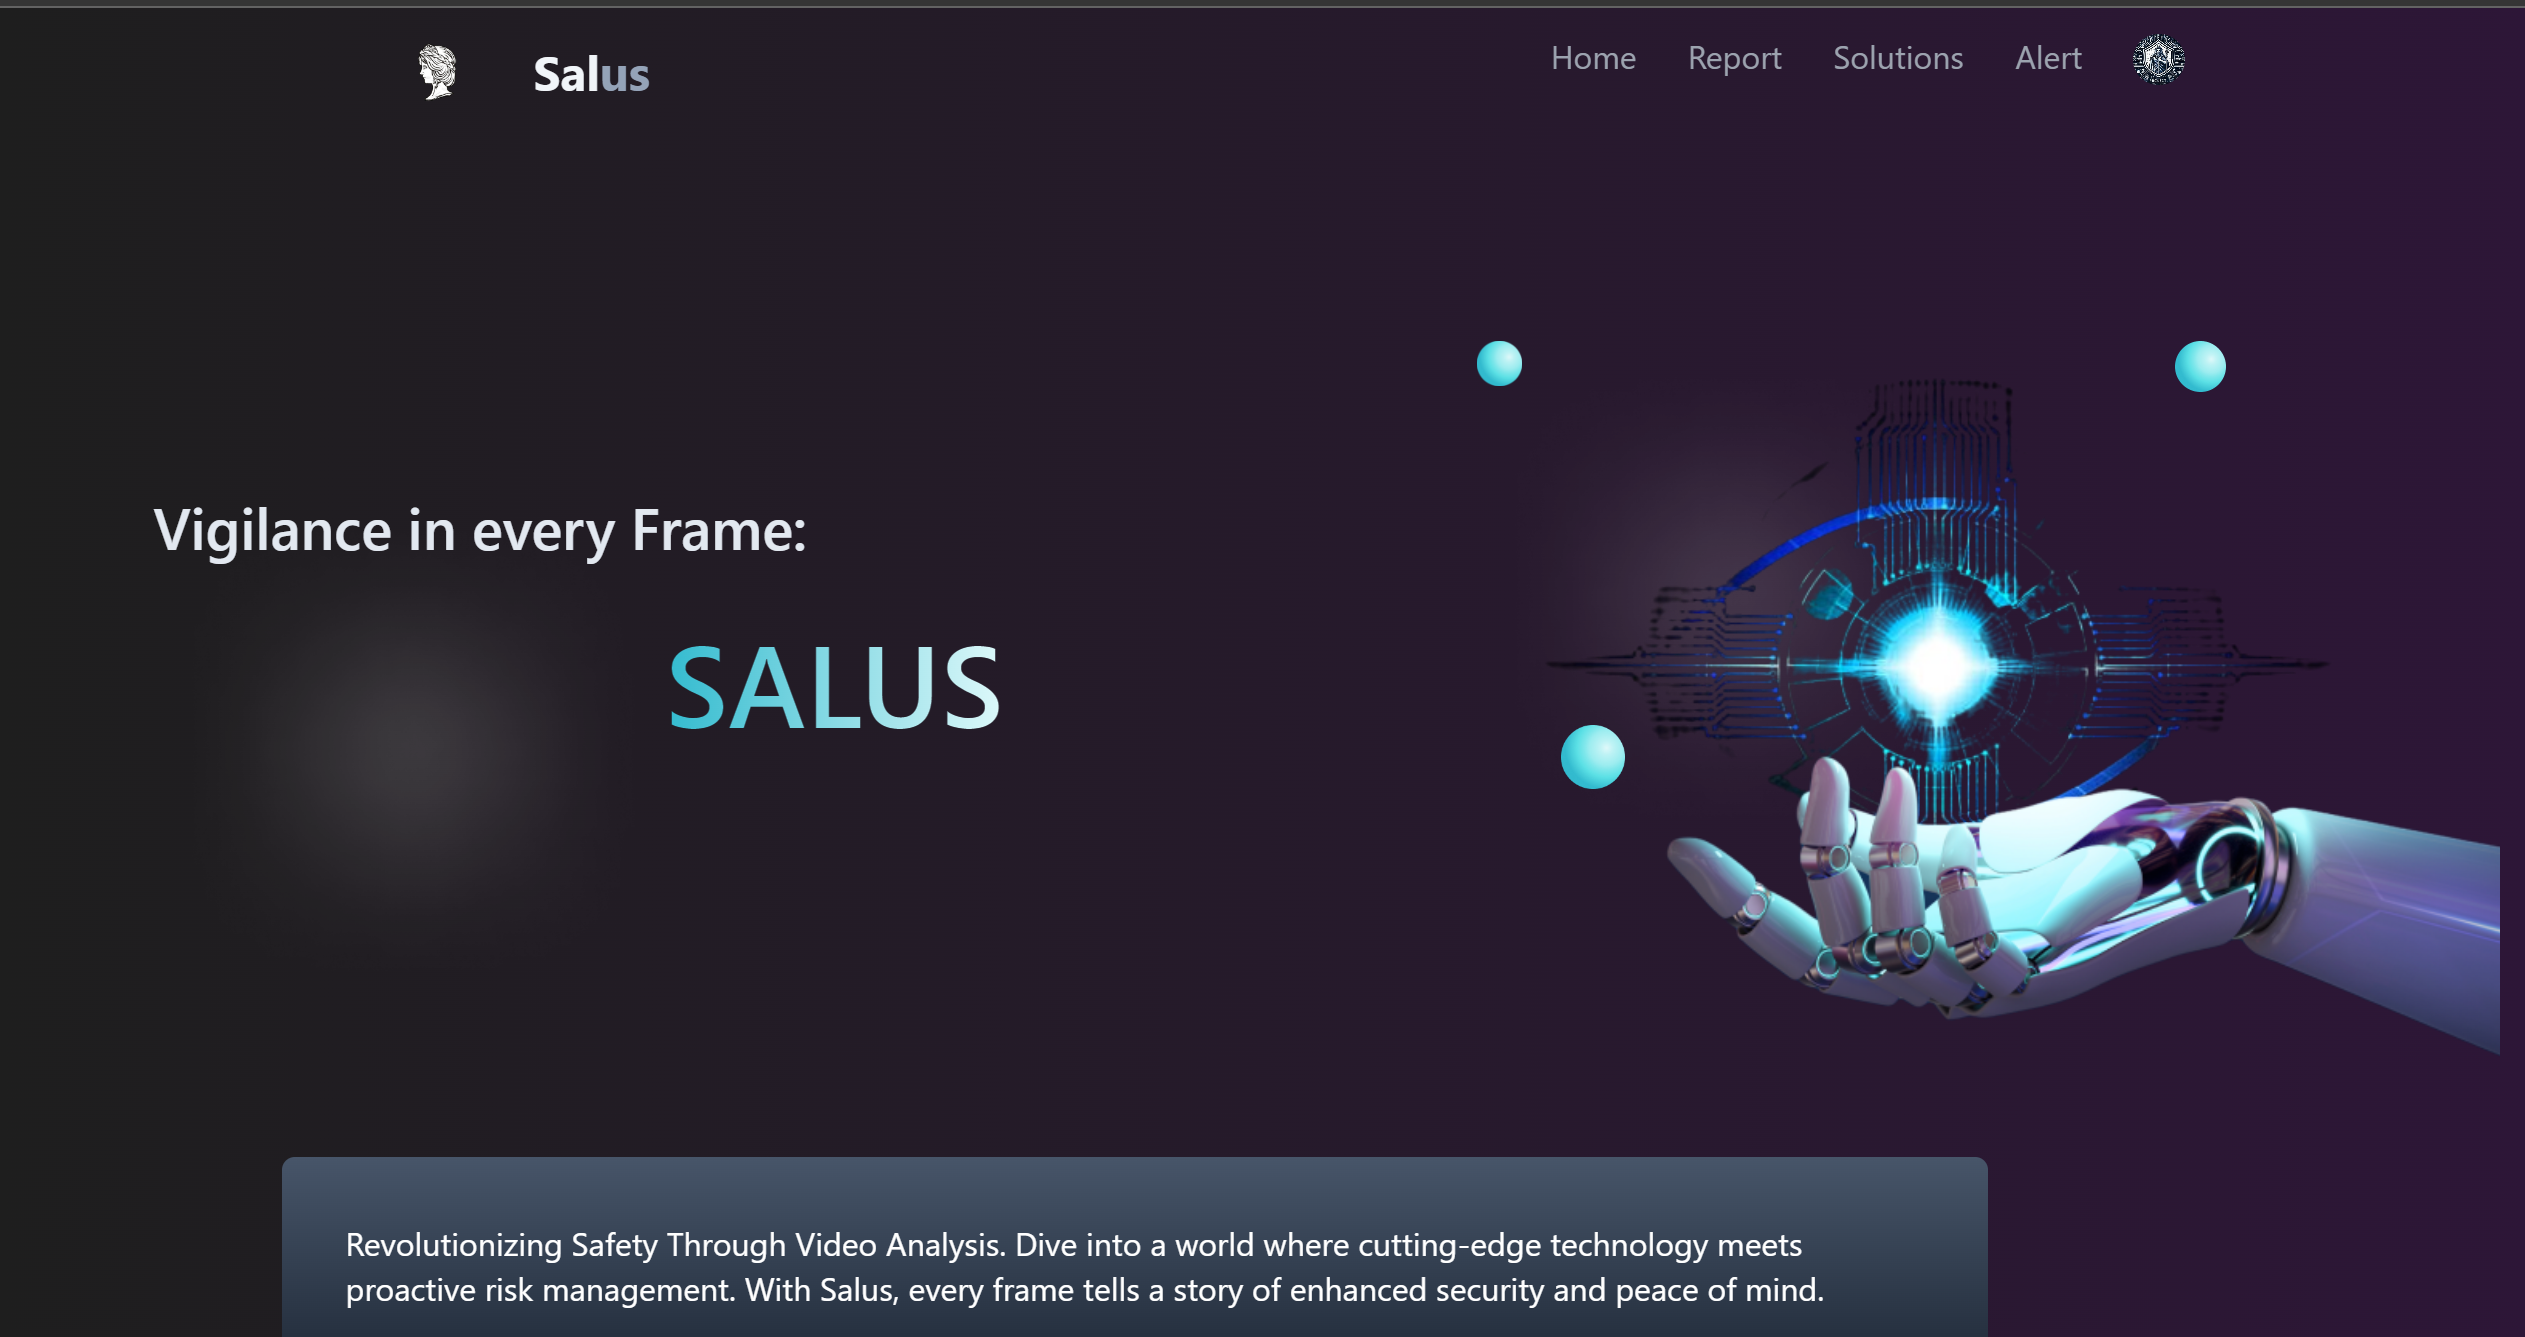 Salus
Home Report Solutions Alert
Vigilance in every Frame:
SALUS
Revolutionizing Safety Through Video Analysis. Dive into a world where cutting-edge technology meets
proactive risk management. With Salus, every frame tells a story of enhanced security and peace of mind.